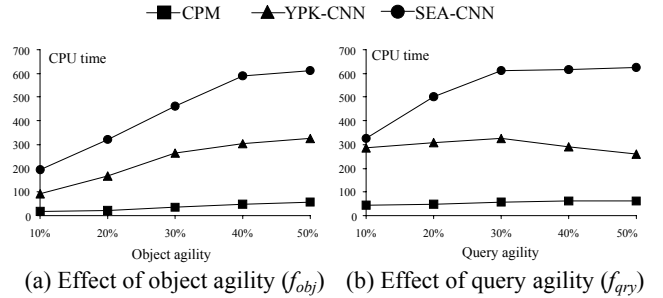 CPM YPK-CNN SEA-CNN
CPU time
700
600
500
400
300
200
100
0
10% 20% 30% 40% 50%
Object agility
(a) Effect of object agility (fobj)
CPU time
700
600
500
400
300
200
100
0
10% 20% 30% 40% 50%
Query agility
(b) Effect of query agility (fqry)